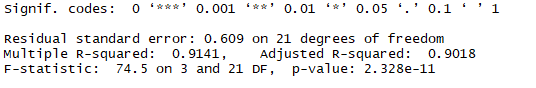 Signif. codes:  0 ‘***’ 0.001 ‘**’ 0.01 ‘*’ 0.05 ‘.’ 0.1 ‘ ’ 1
Residual standard error: 0.609 on 21 degrees of freedom
Multiple R-squared:  0.9141,    Adjusted R-squared:  0.9018
F-statistic:  74.5 on 3 and 21 DF,  p-value: 2.328e-11